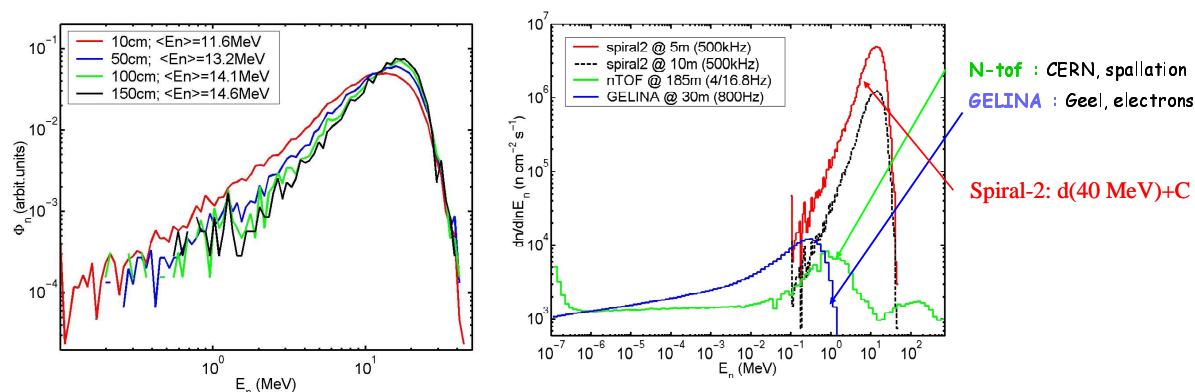 10cm; <En>=11.6MeV
50cm; <En>=13.2MeV
100cm; <En>=14.1MeV
150cm; <En>=14.6MeV
Φn (arbit.units)
10⁻¹
10⁻²
10⁻³
10⁻⁴
10⁰
10¹
En (MeV)
spiral2 @ 5m (500kHz)
spiral2 @ 10m (500kHz)
nTOF @ 185m (4/16.8Hz)
GELINA @ 30m (800Hz)
dn/dlnEn (n cm⁻² s⁻¹)
10⁷
10⁶
10⁵
10⁴
10³
10⁻⁷
10⁻⁶
10⁻⁵
10⁻⁴
10⁻³
10⁻²
10⁻¹
10⁰
10¹
10²
En (MeV)
N-tof : CERN, spallation
GELINA : Geel, electrons
Spiral-2: d(40 MeV)+C